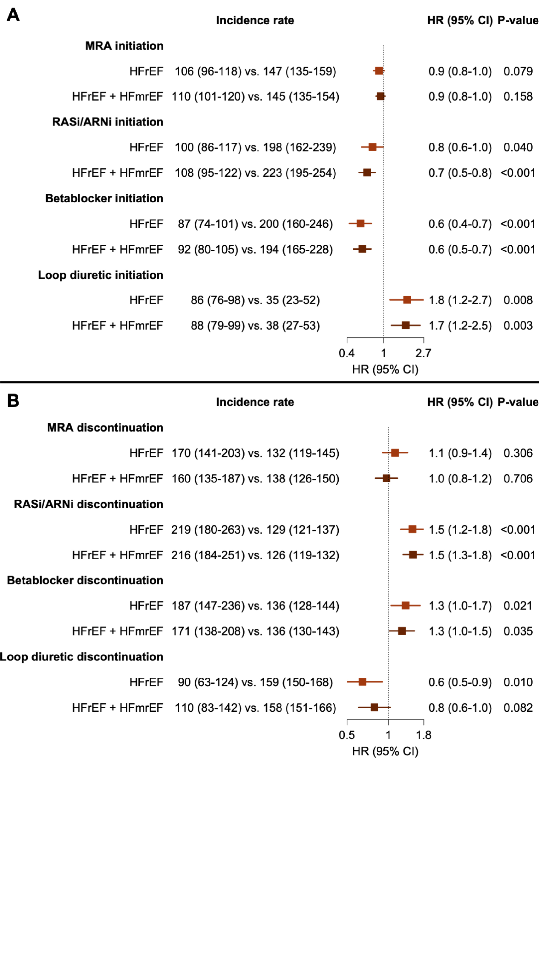 A
Incidence rate HR (95% CI) P-value
MRA initiation
HFrEF 106 (96-118) vs. 147 (135-159) 0.9 (0.8-1.0) 0.079
HFrEF + HFmrEF 110 (101-120) vs. 145 (135-154) 0.9 (0.8-1.0) 0.158
RASi/ARNi initiation
HFrEF 100 (86-117) vs. 198 (162-239) 0.8 (0.6-1.0) 0.040
HFrEF + HFmrEF 108 (95-122) vs. 223 (195-254) 0.7 (0.5-0.8) <0.001
Betablocker initiation
HFrEF 87 (74-101) vs. 200 (160-246) 0.6 (0.4-0.7) <0.001
HFrEF + HFmrEF 92 (80-105) vs. 194 (165-228) 0.6 (0.5-0.7) <0.001
Loop diuretic initiation
HFrEF 86 (76-98) vs. 35 (23-52) 1.8 (1.2-2.7) 0.008
HFrEF + HFmrEF 88 (79-99) vs. 38 (27-53) 1.7 (1.2-2.5) 0.003
0.4 1 2.7
HR (95% CI)
B
Incidence rate HR (95% CI) P-value
MRA discontinuation
HFrEF 170 (141-203) vs. 132 (119-145) 1.1 (0.9-1.4) 0.306
HFrEF + HFmrEF 160 (135-187) vs. 138 (126-150) 1.0 (0.8-1.2) 0.706
RASi/ARNi discontinuation
HFrEF 219 (180-263) vs. 129 (121-137) 1.5 (1.2-1.8) <0.001
HFrEF + HFmrEF 216 (184-251) vs. 126 (119-132) 1.5 (1.3-1.8) <0.001
Betablocker discontinuation
HFrEF 187 (147-236) vs. 136 (128-144) 1.3 (1.0-1.7) 0.021
HFrEF + HFmrEF 171 (138-208) vs. 136 (130-143) 1.3 (1.0-1.5) 0.035
Loop diuretic discontinuation
HFrEF 90 (63-124) vs. 159 (150-168) 0.6 (0.5-0.9) 0.010
HFrEF + HFmrEF 110 (83-142) vs. 158 (151-166) 0.8 (0.6-1.0) 0.082
0.5 1 1.8
HR (95% CI)